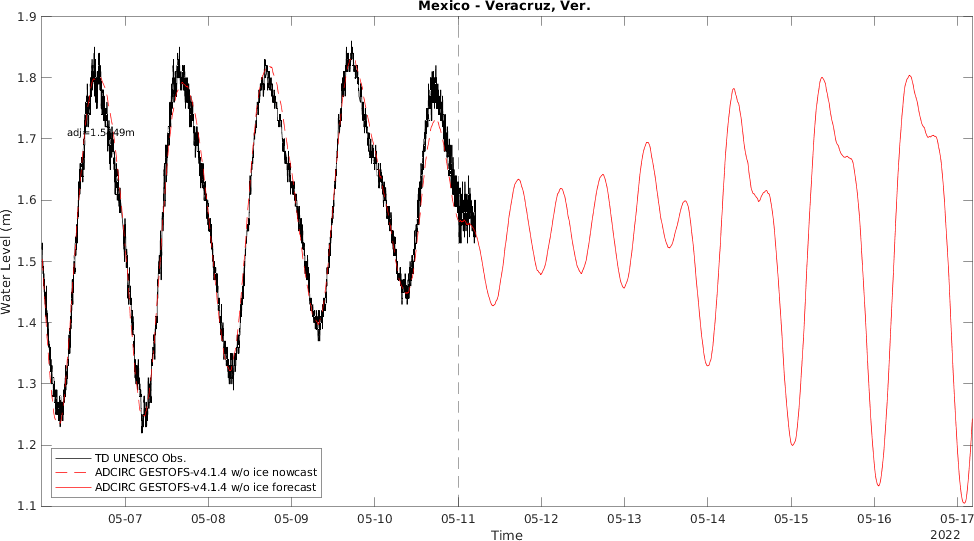 Mexico - Veracruz, Ver.
1.9
1.8
1.7
1.6
1.5
1.4
1.3
1.2
1.1
Water Level (m)
TD UNESCO Obs.
ADCIRC GESTOFS-v4.1.4 w/o ice nowcast
ADCIRC GESTOFS-v4.1.4 w/o ice forecast
05-07 05-08 05-09 05-10 05-11 05-12 05-13 05-14 05-15 05-16 05-17
Time
2022